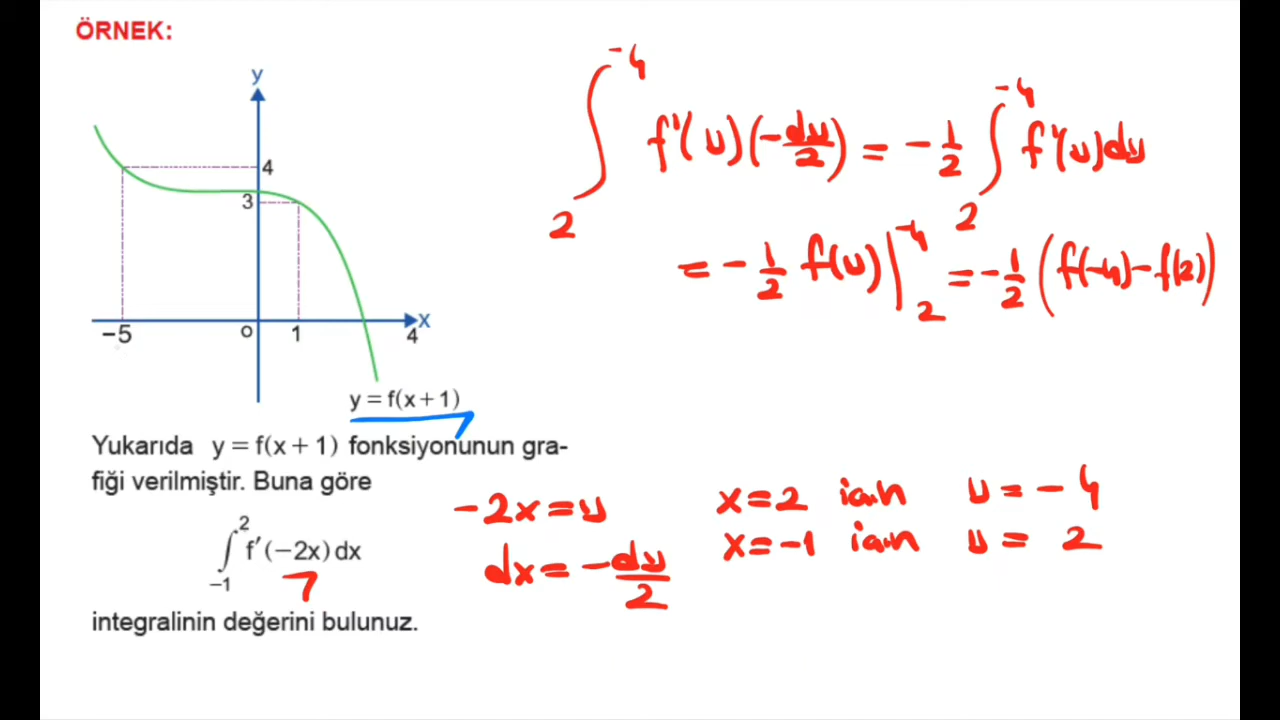 ÖRNEK:
y
4
3
-5
O
1
4
x
y = f(x + 1)
Yukarıda y = f(x + 1) fonksiyonunun gra-
fiği verilmiştir. Buna göre
∫₋₁² f′(−2x) dx
integralinin değerini bulunuz.
∫₂⁻⁴ f′(u)(−du/2) = −1/2 ∫₂⁻⁴ f′(u)du
= −1/2 f(u)|₂⁻⁴ = −1/2 (f(−4) − f(2))
−2x = u
dx = −du/2
x = 2 için u = −4
x = −1 için u = 2